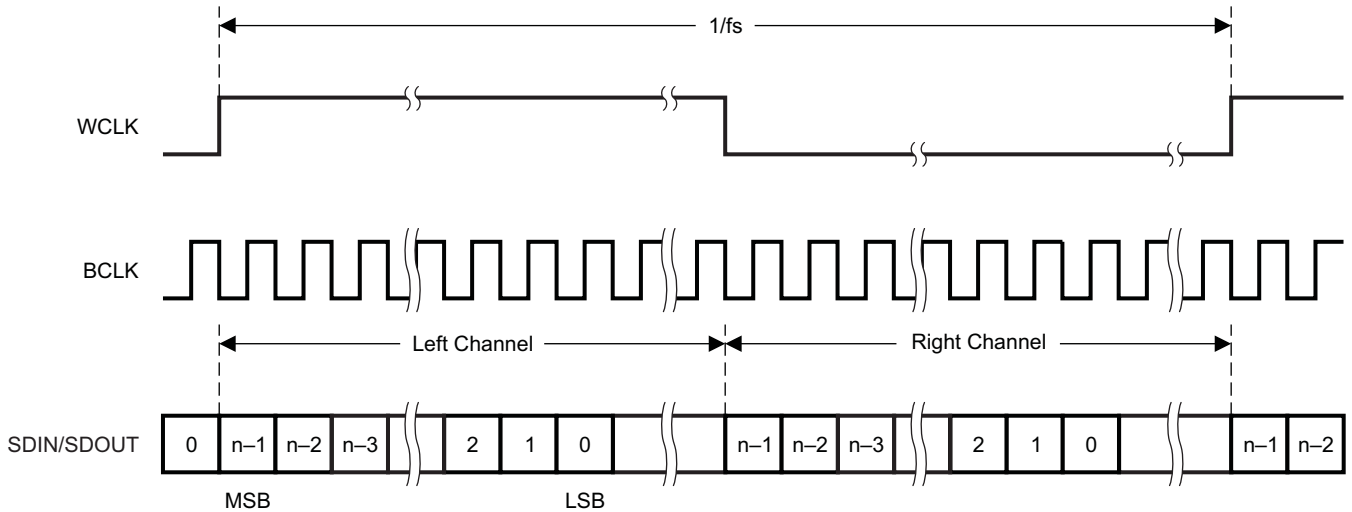 1/fs
WCLK
BCLK
Left Channel
Right Channel
SDIN/SDOUT
0
n–1
n–2
n–3
2
1
0
n–1
n–2
n–3
2
1
0
n–1
n–2
MSB
LSB